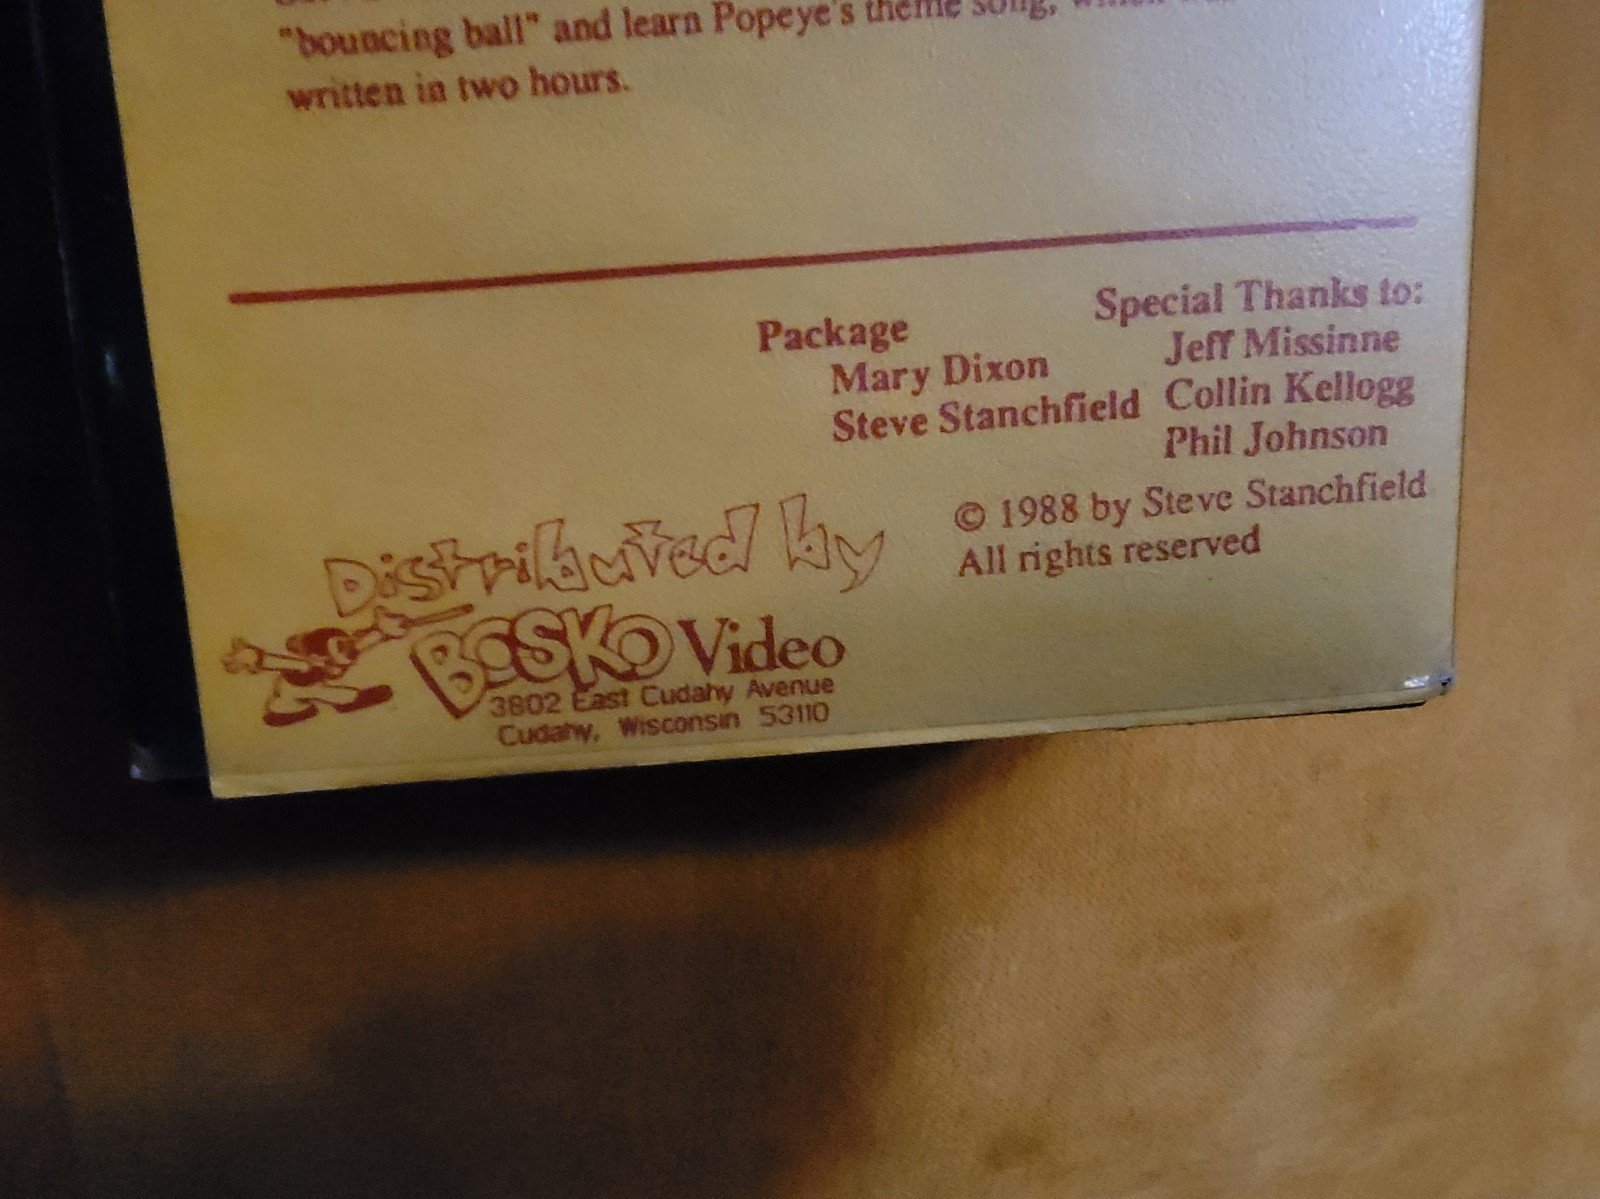 "bouncing ball" and learn Popeye's theme song, which was
written in two hours.
Package
Mary Dixon
Steve Stanchfield
Special Thanks to:
Jeff Missinne
Collin Kellogg
Phil Johnson
© 1988 by Steve Stanchfield
All rights reserved
Distributed by
BOSKO Video
3802 East Cudahy Avenue
Cudahy, Wisconsin 53110